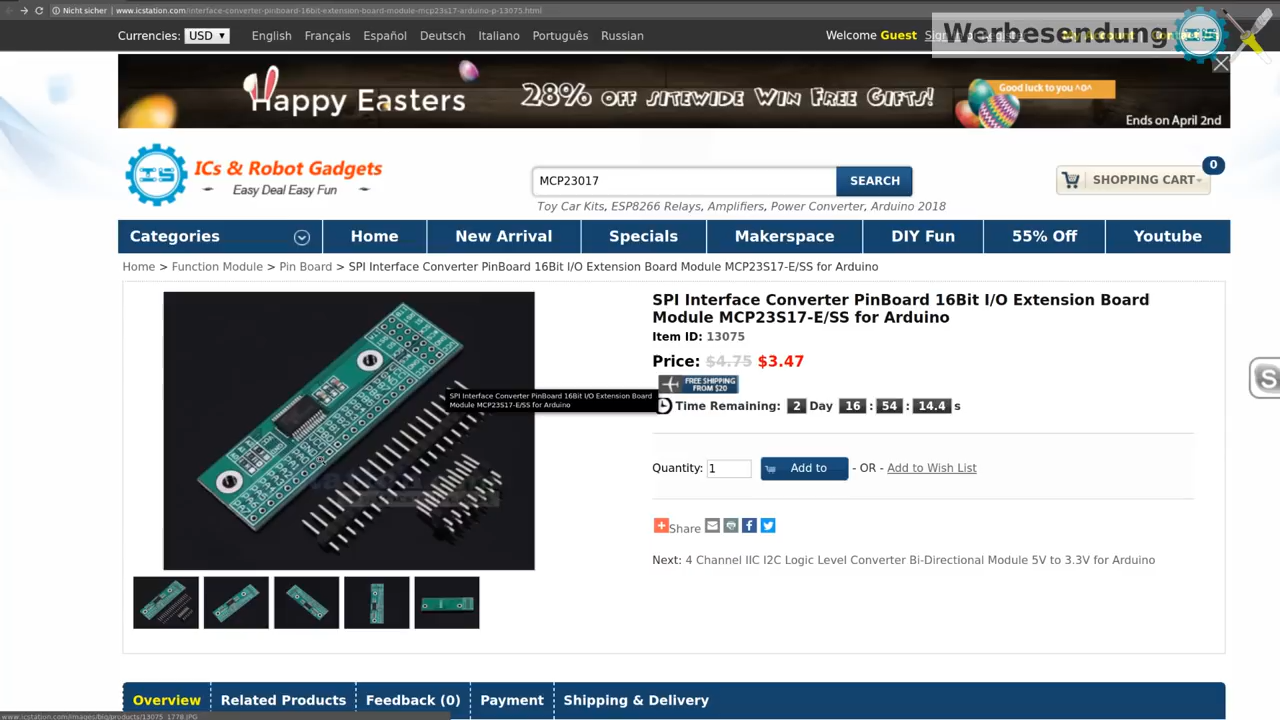 Nicht sicher | www.icstation.com/interface-converter-pinboard-16bit-extension-board-module-mcp23s17-arduino-p-13075.html
Currencies: USD English Français Español Deutsch Italiano Português Russian Welcome Guest
Werbesendung
Happy Easters 28% OFF SITEWIDE WIN FREE GIFTS! Good luck to you ^O^
Ends on April 2nd
ICs & Robot Gadgets
Easy Deal Easy Fun
MCP23017 SEARCH SHOPPING CART 0
Toy Car Kits, ESP8266 Relays, Amplifiers, Power Converter, Arduino 2018
Categories Home New Arrival Specials Makerspace DIY Fun 55% Off Youtube
Home > Function Module > Pin Board > SPI Interface Converter PinBoard 16Bit I/O Extension Board Module MCP23S17-E/SS for Arduino
SPI Interface Converter PinBoard 16Bit I/O Extension Board
Module MCP23S17-E/SS for Arduino
Item ID: 13075
Price: $4.75 $3.47
FREE SHIPPING
FROM $20
SPI Interface Converter PinBoard 16Bit I/O Extension Board
Module MCP23S17-E/SS for Arduino
Time Remaining: 2 Day 16 : 54 : 14.4 s
Quantity: 1 Add to - OR - Add to Wish List
Share
Next: 4 Channel IIC I2C Logic Level Converter Bi-Directional Module 5V to 3.3V for Arduino
Overview Related Products Feedback (0) Payment Shipping & Delivery
www.icstation.com/images/big/products/13075_1778.JPG